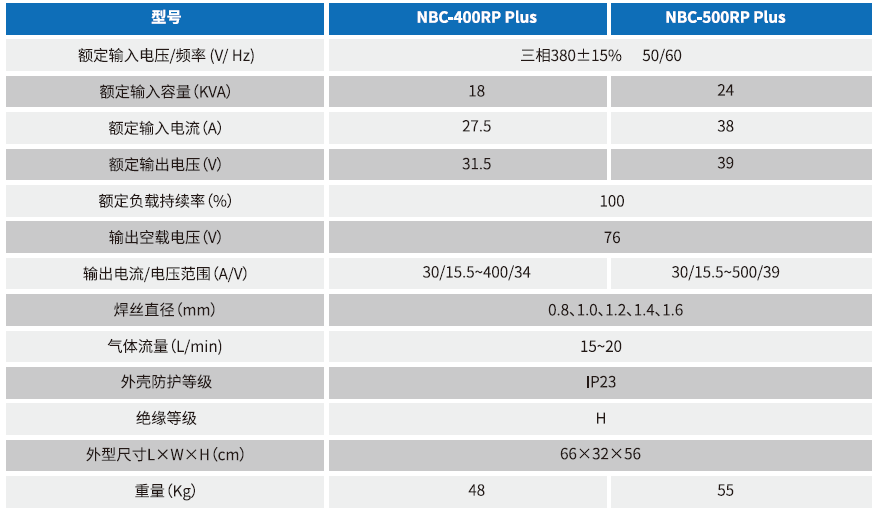 型号 NBC-400RP Plus NBC-500RP Plus
额定输入电压/频率 (V/ Hz) 三相380±15% 50/60
额定输入容量(KVA) 18 24
额定输入电流(A) 27.5 38
额定输出电压(V) 31.5 39
额定负载持续率(%) 100
输出空载电压(V) 76
输出电流/电压范围(A/V) 30/15.5~400/34 30/15.5~500/39
焊丝直径(mm) 0.8、1.0、1.2、1.4、1.6
气体流量(L/min) 15~20
外壳防护等级 IP23
绝缘等级 H
外型尺寸L×W×H(cm) 66×32×56
重量(Kg) 48 55